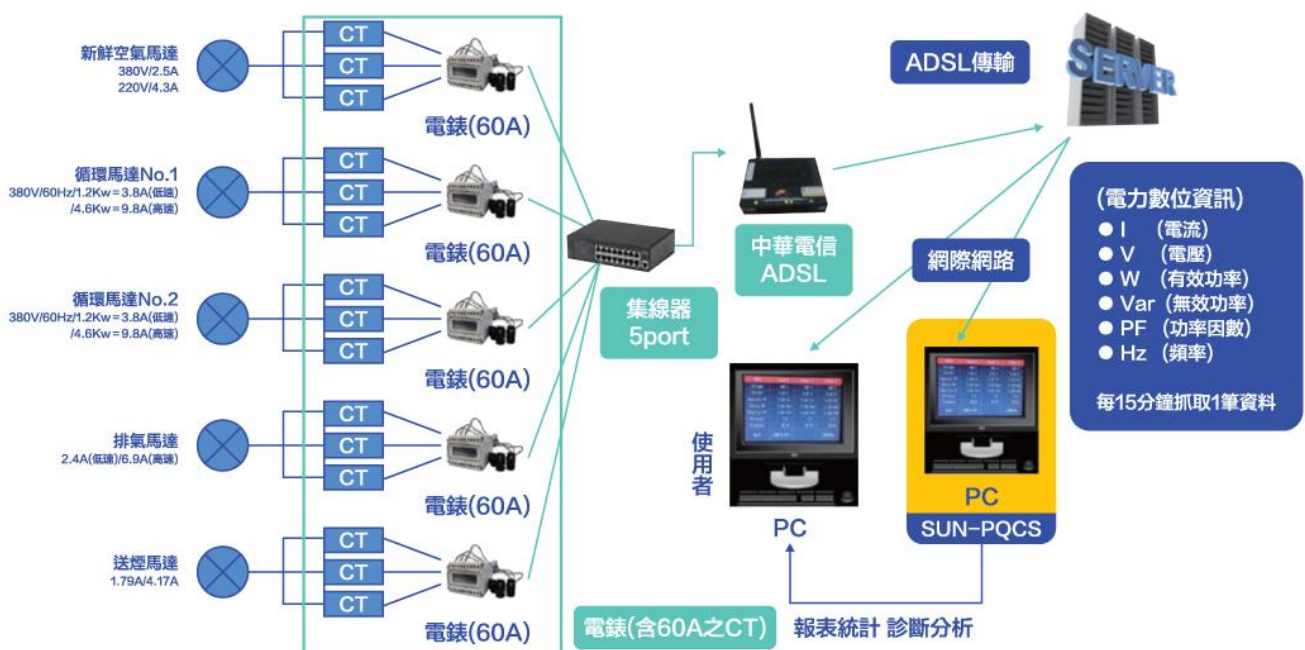 新鮮空氣馬達
380V/2.5A
220V/4.3A
CT
CT
CT
電錶(60A)
循環馬達No.1
380V/60Hz/1.2Kw=3.8A(低速)
/4.6Kw=9.8A(高速)
CT
CT
CT
電錶(60A)
循環馬達No.2
380V/60Hz/1.2Kw=3.8A(低速)
/4.6Kw=9.8A(高速)
CT
CT
CT
電錶(60A)
排氣馬達
2.4A(低速)/6.9A(高速)
CT
CT
CT
電錶(60A)
送煙馬達
1.79A/4.17A
CT
CT
CT
電錶(60A)
集線器
5port
中華電信
ADSL
ADSL傳輸
SERVER
網際網路
(電力數位資訊)
● I (電流)
● V (電壓)
● W (有效功率)
● Var (無效功率)
● PF (功率因數)
● Hz (頻率)
每15分鐘抓取1筆資料
使用者
PC
PC
SUN-PQCS
電錶(含60A之CT)
報表統計 診斷分析